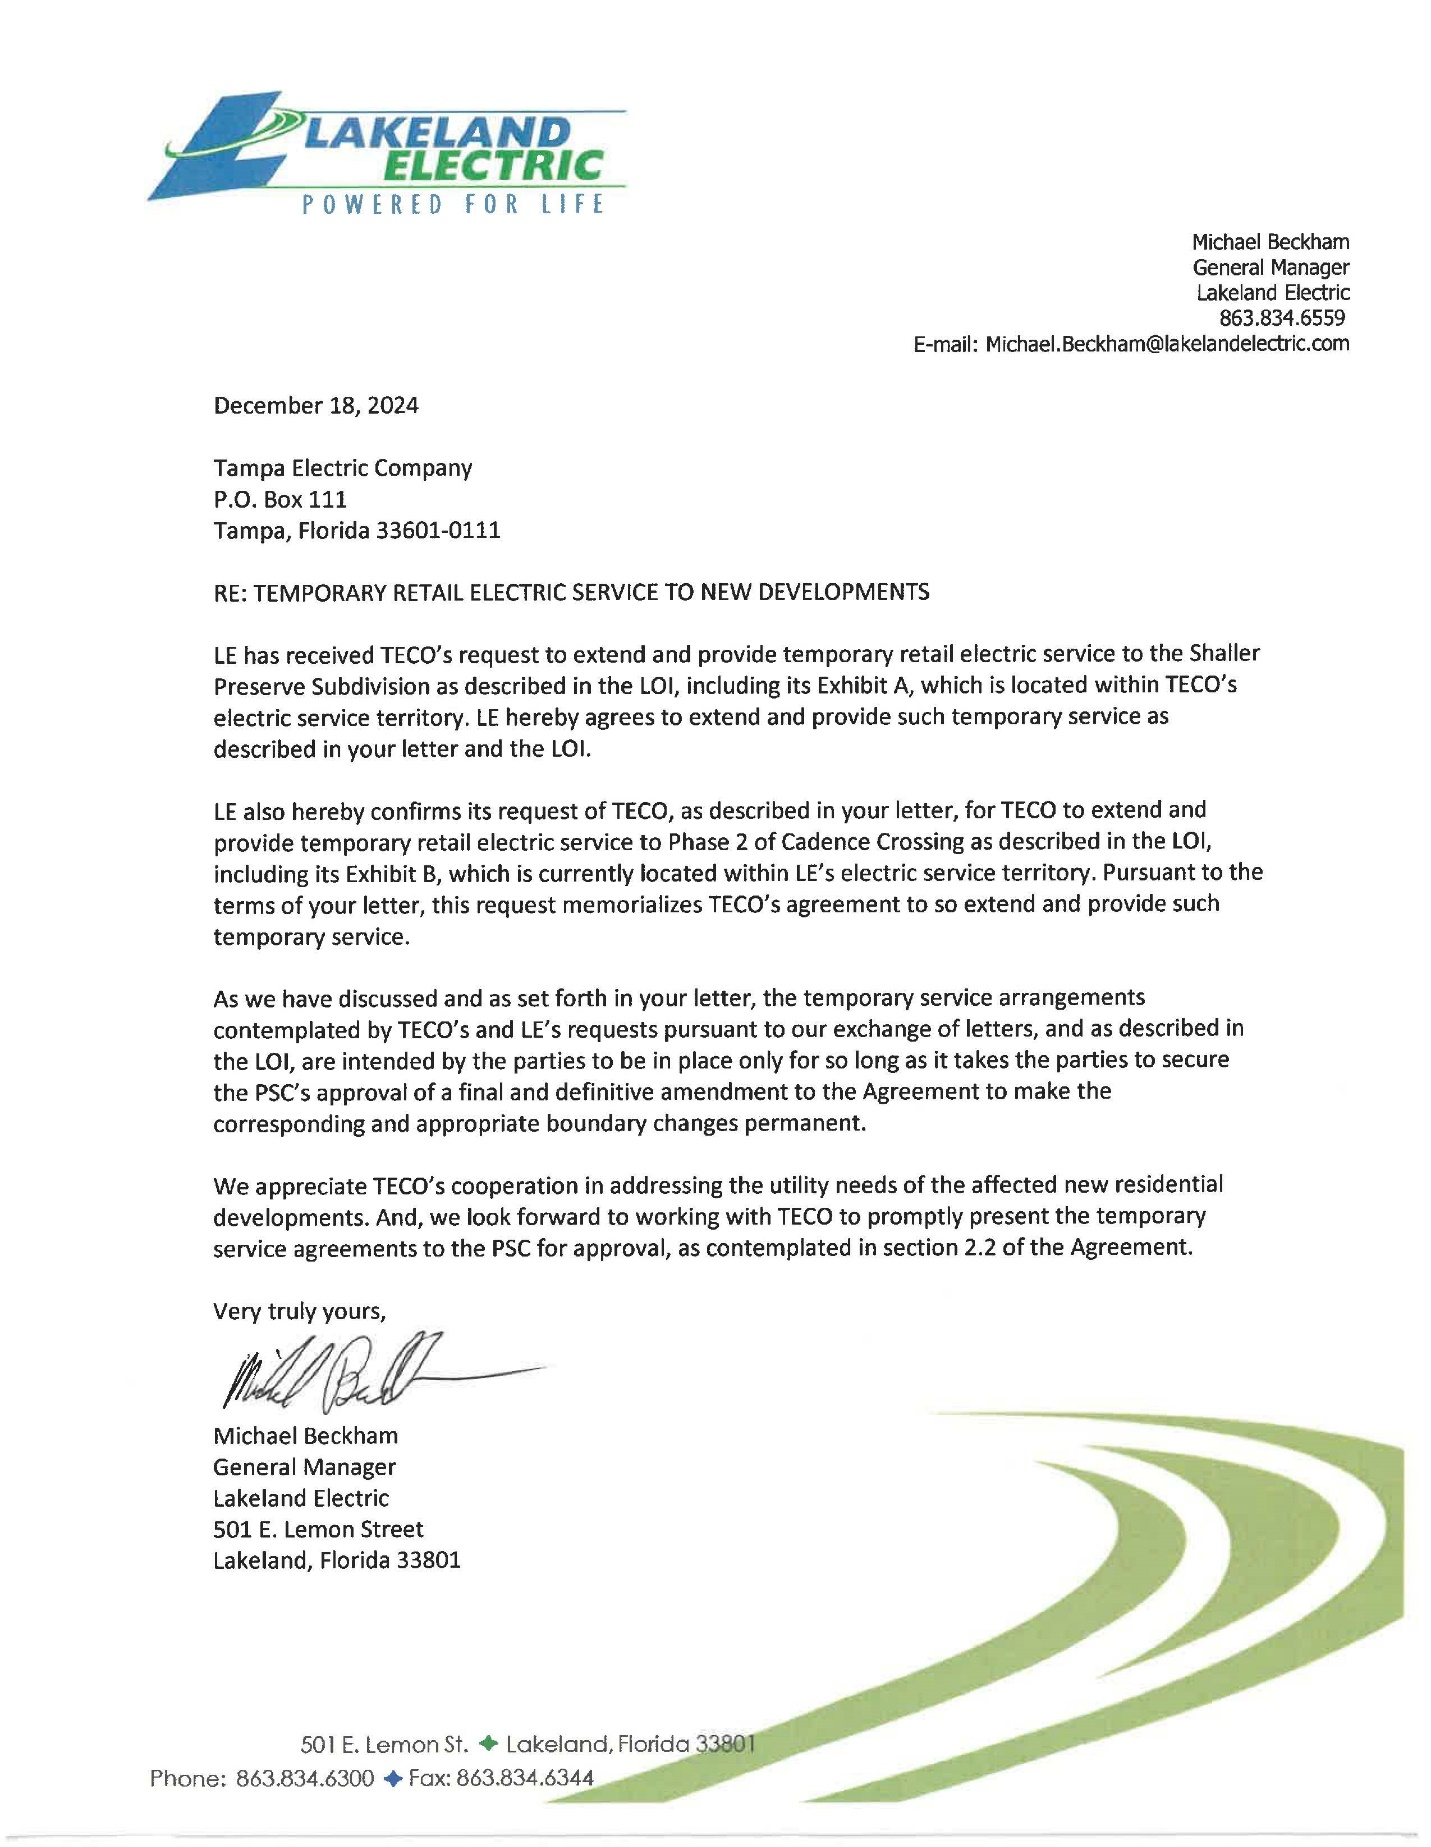 LAKELAND
ELECTRIC
POWERED FOR LIFE
Michael Beckham
General Manager
Lakeland Electric
863.834.6559
E-mail: Michael.Beckham@lakelandelectric.com
December 18, 2024
Tampa Electric Company
P.O. Box 111
Tampa, Florida 33601-0111
RE: TEMPORARY RETAIL ELECTRIC SERVICE TO NEW DEVELOPMENTS
LE has received TECO's request to extend and provide temporary retail electric service to the Shaller
Preserve Subdivision as described in the LOI, including its Exhibit A, which is located within TECO's
electric service territory. LE hereby agrees to extend and provide such temporary service as
described in your letter and the LOI.
LE also hereby confirms its request of TECO, as described in your letter, for TECO to extend and
provide temporary retail electric service to Phase 2 of Cadence Crossing as described in the LOI,
including its Exhibit B, which is currently located within LE's electric service territory. Pursuant to the
terms of your letter, this request memorializes TECO's agreement to so extend and provide such
temporary service.
As we have discussed and as set forth in your letter, the temporary service arrangements
contemplated by TECO's and LE's requests pursuant to our exchange of letters, and as described in
the LOI, are intended by the parties to be in place only for so long as it takes the parties to secure
the PSC's approval of a final and definitive amendment to the Agreement to make the
corresponding and appropriate boundary changes permanent.
We appreciate TECO's cooperation in addressing the utility needs of the affected new residential
developments. And, we look forward to working with TECO to promptly present the temporary
service agreements to the PSC for approval, as contemplated in section 2.2 of the Agreement.
Very truly yours,
Michael Beckham
General Manager
Lakeland Electric
501 E. Lemon Street
Lakeland, Florida 33801
501 E. Lemon St. ✦ Lakeland, Florida 33801
Phone: 863.834.6300 ✦ Fax: 863.834.6344